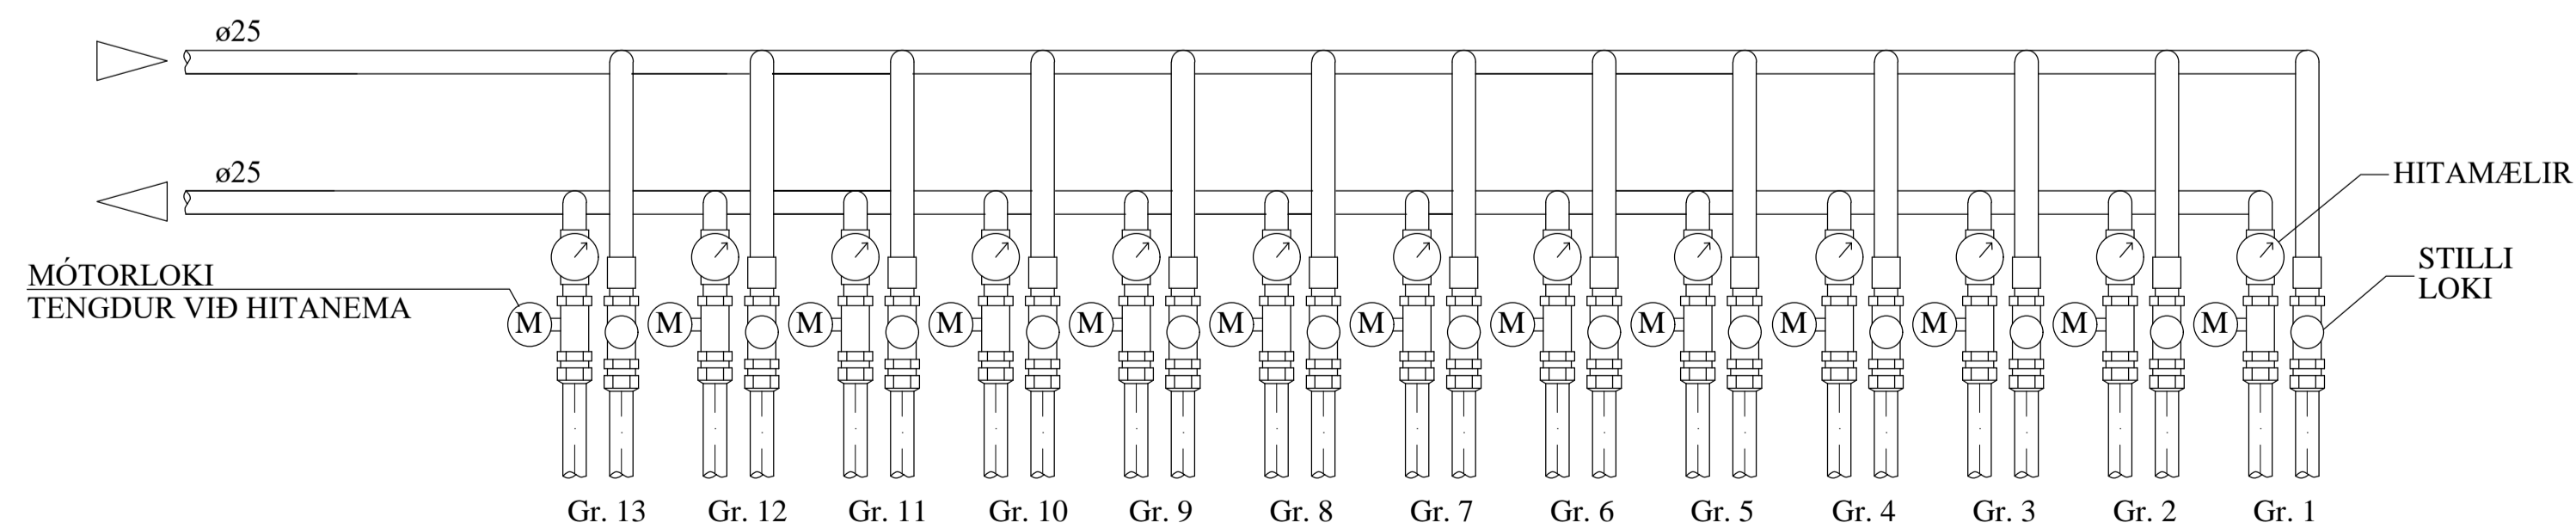 ø25
ø25
HITAMÆLIR
STILLI
LOKI
MÓTORLOKI
TENGDUR VIÐ HITANEMA
M M M M M M M M M M M M M
Gr. 13 Gr. 12 Gr. 11 Gr. 10 Gr. 9 Gr. 8 Gr. 7 Gr. 6 Gr. 5 Gr. 4 Gr. 3 Gr. 2 Gr. 1